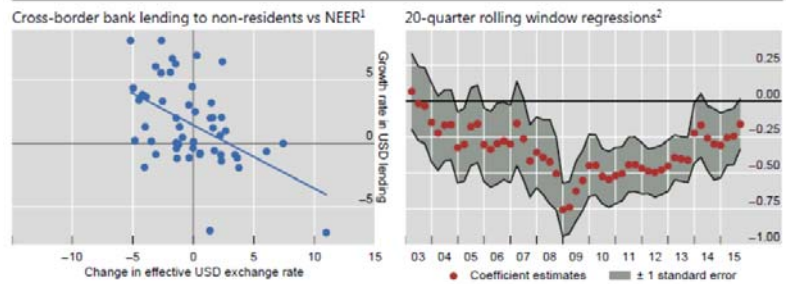 Cross-border bank lending to non-residents vs NEER¹
5
0
−5
Growth rate in USD lending
−10 −5 0 5 10 15
Change in effective USD exchange rate
20-quarter rolling window regressions²
0.25
0.00
−0.25
−0.50
−0.75
−1.00
03 04 05 06 07 08 09 10 11 12 13 14 15
Coefficient estimates ± 1 standard error